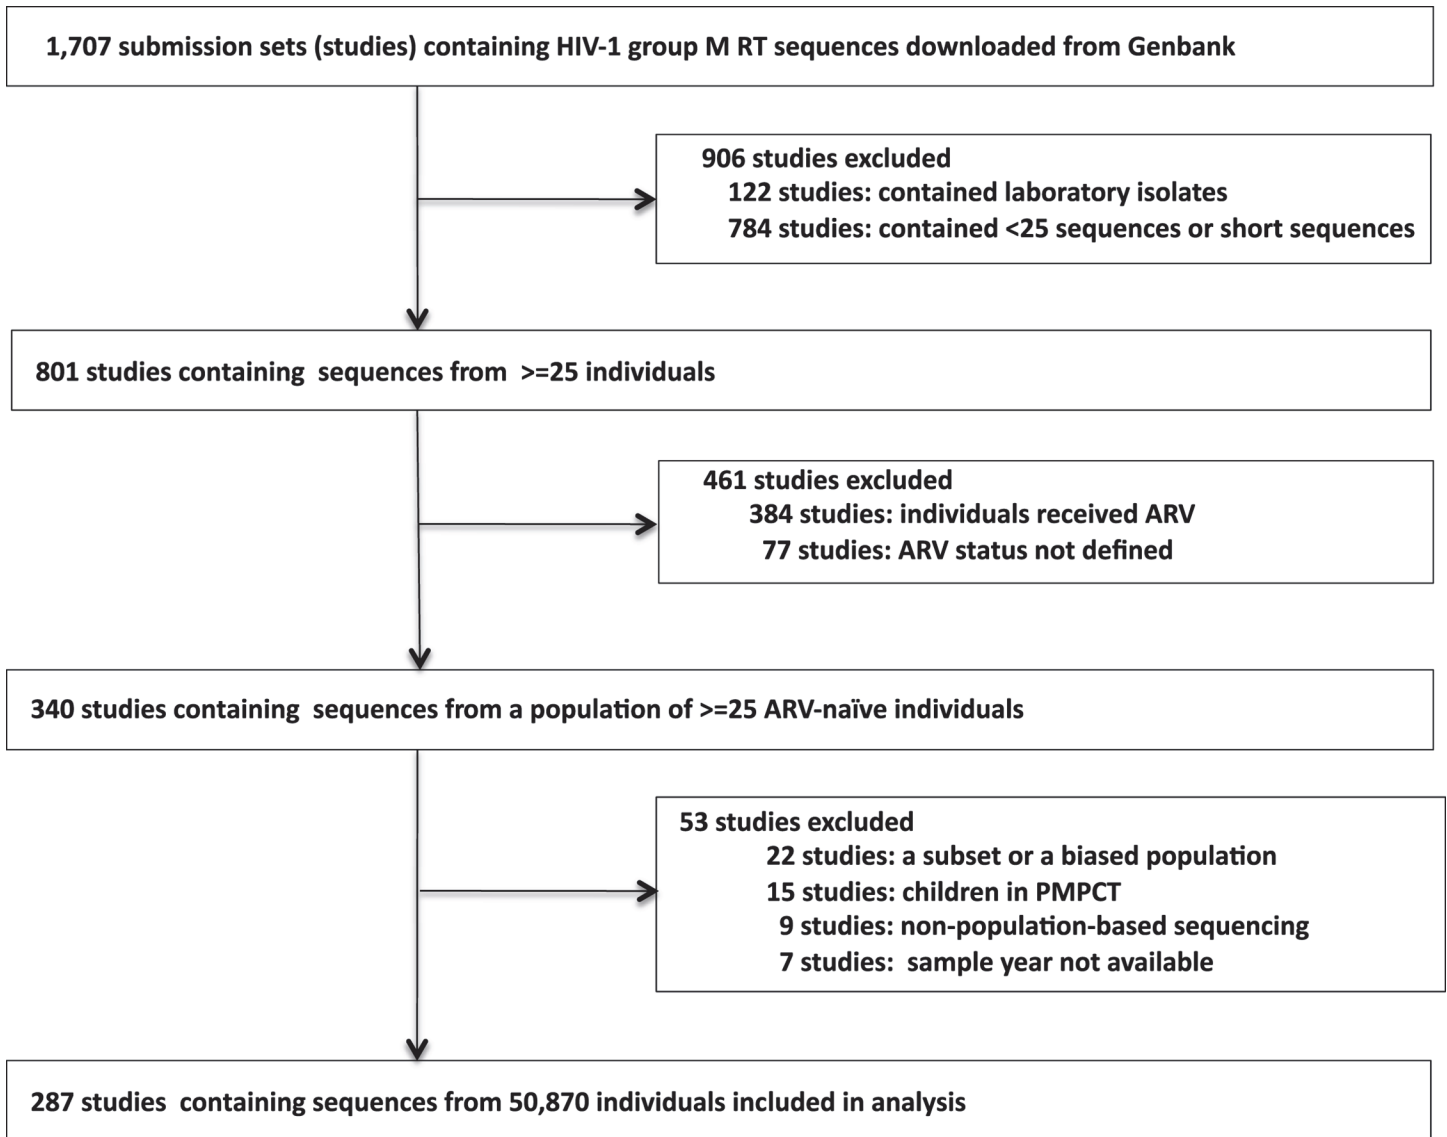 1,707 submission sets (studies) containing HIV-1 group M RT sequences downloaded from Genbank
906 studies excluded
122 studies: contained laboratory isolates
784 studies: contained <25 sequences or short sequences
801 studies containing sequences from >=25 individuals
461 studies excluded
384 studies: individuals received ARV
77 studies: ARV status not defined
340 studies containing sequences from a population of >=25 ARV-naïve individuals
53 studies excluded
22 studies: a subset or a biased population
15 studies: children in PMPCT
9 studies: non-population-based sequencing
7 studies: sample year not available
287 studies containing sequences from 50,870 individuals included in analysis